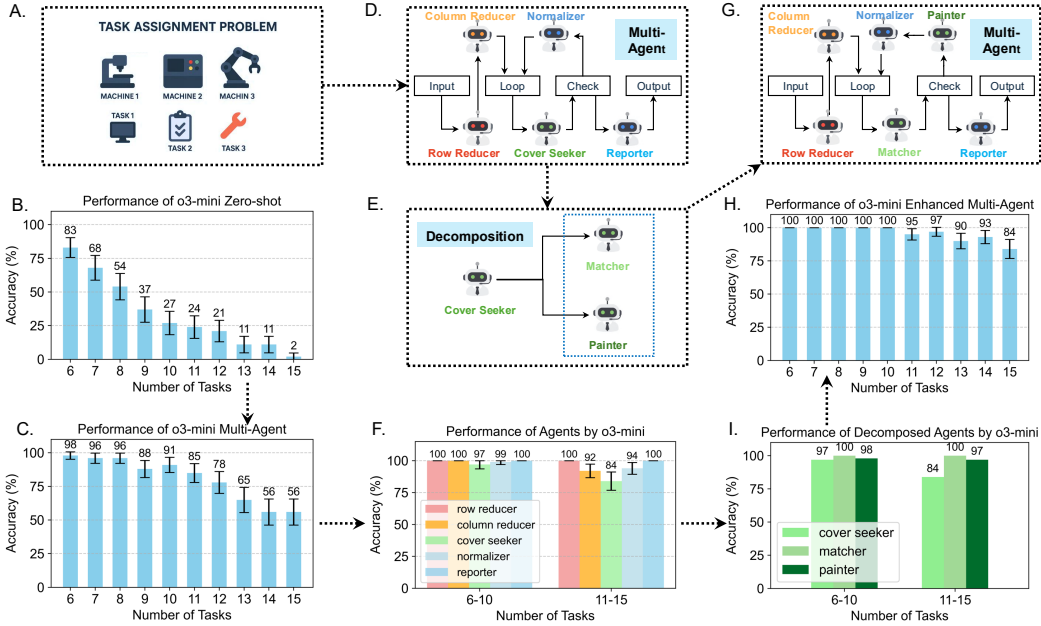 A.
TASK ASSIGNMENT PROBLEM
MACHINE 1
MACHINE 2
MACHIN 3
TASK 1
TASK 2
TASK 3
B.
Performance of o3-mini Zero-shot
Accuracy (%)
100
75
50
25
0
83
68
54
37
27
24
21
11
11
2
6 7 8 9 10 11 12 13 14 15
Number of Tasks
C.
Performance of o3-mini Multi-Agent
Accuracy (%)
100
75
50
100
0
98
96
96
88
91
85
78
65
56
56
6 7 8 9 10 11 12 13 14 15
Number of Tasks
D.
Column Reducer
Normalizer
Multi-
Agent
Input
Loop
Check
Output
Row Reducer
Cover Seeker
Reporter
E.
Decomposition
Cover Seeker
Matcher
Painter
F.
Performance of Agents by o3-mini
Accuracy (%)
100
75
50
25
0
100 100 97 99 100
100 92 84 94 100
row reducer
column reducer
cover seeker
normalizer
reporter
6-10
11-15
Number of Tasks
G.
Column
Reducer
Normalizer
Painter
Multi-
Agent
Input
Loop
Check
Output
Row Reducer
Matcher
Reporter
H.
Performance of o3-mini Enhanced Multi-Agent
Accuracy (%)
100
75
50
25
0
100 100 100 100 100 95 97 90 93 84
6 7 8 9 10 11 12 13 14 15
Number of Tasks
I.
Performance of Decomposed Agents by o3-mini
Accuracy (%)
100
75
50
25
0
97 100 98
84 100 97
cover seeker
matcher
painter
6-10
11-15
Number of Tasks